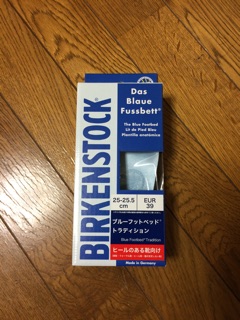 BIRKENSTOCK
Das
Blaue
Fussbett®
The Blue Footbed
Lit de Pied Bleu
Plantilla anatómica
25-25.5
cm
EUR
39
ブルーフットベッド®
トラディション
Blue Footbed® Tradition
ヒールのある靴向け
Made in Germany